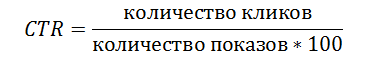 CTR = количество кликов
количество показов * 100